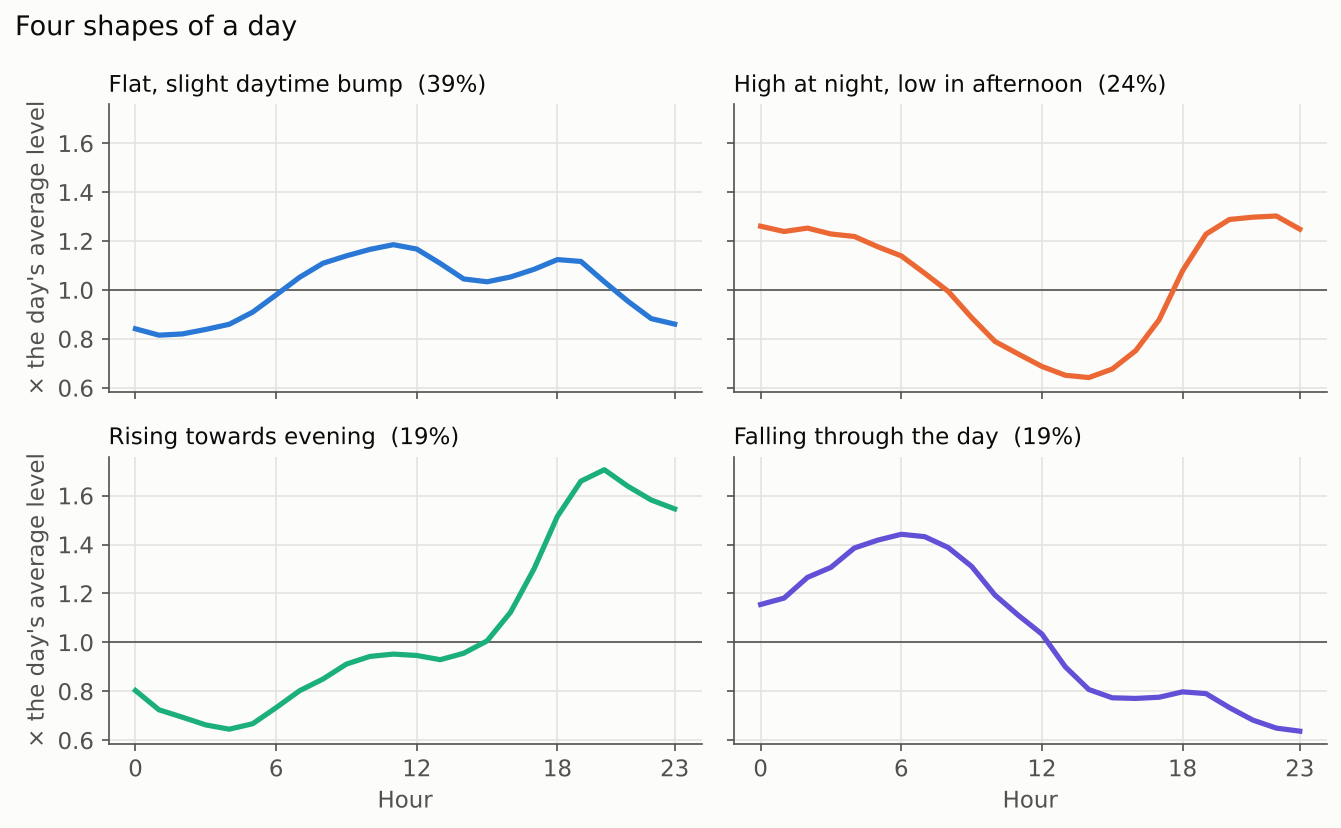 Four shapes of a day
Flat, slight daytime bump (39%)
High at night, low in afternoon (24%)
× the day's average level
1.6
1.4
1.2
1.0
0.8
0.6
Rising towards evening (19%)
Falling through the day (19%)
× the day's average level
1.6
1.4
1.2
1.0
0.8
0.6
0 6 12 18 23
0 6 12 18 23
Hour
Hour